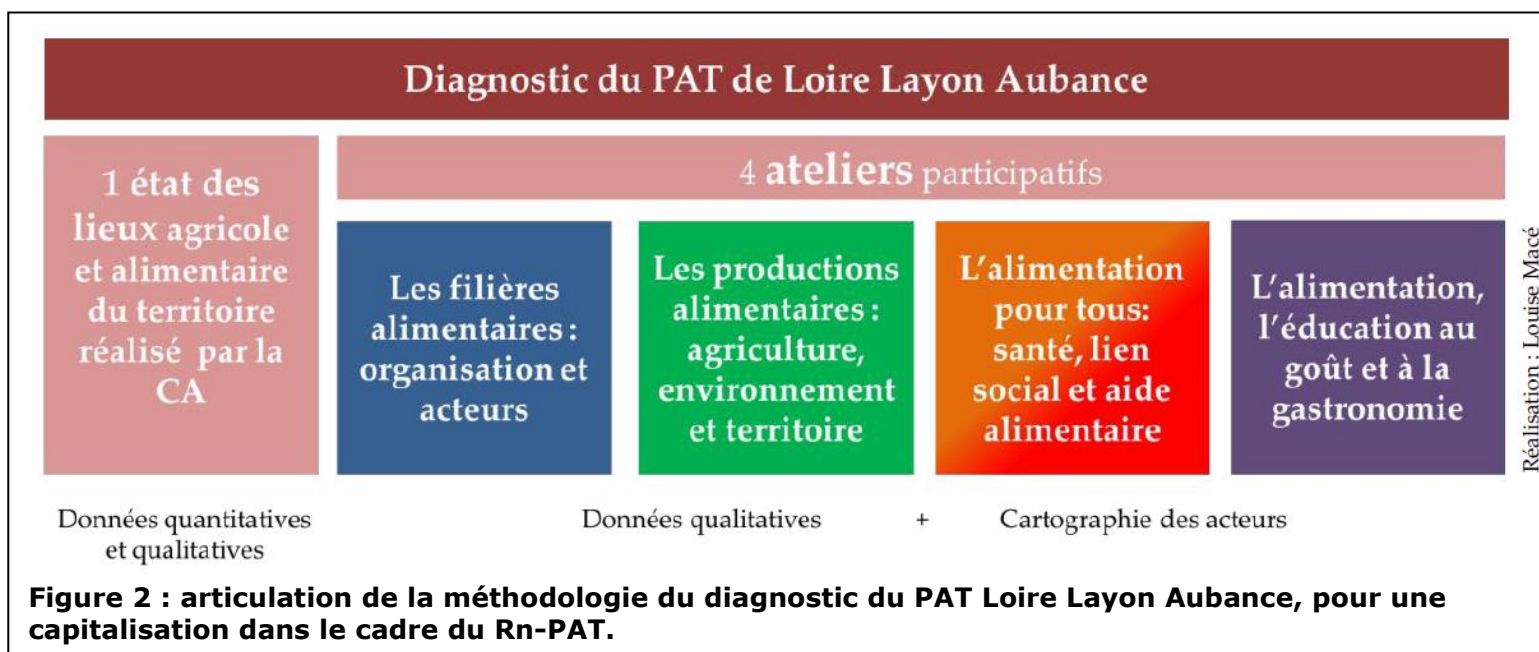 Diagnostic du PAT de Loire Layon Aubance
1 état des
lieux agricole
et alimentaire
du territoire
réalisé par la
CA
4 ateliers participatifs
Les filières
alimentaires :
organisation et
acteurs
Les productions
alimentaires :
agriculture,
environnement
et territoire
L'alimentation
pour tous:
santé, lien
social et aide
alimentaire
L'alimentation,
l'éducation au
goût et à la
gastronomie
Réalisation : Louise Macé
Données quantitatives
et qualitatives
Données qualitatives + Cartographie des acteurs
Figure 2 : articulation de la méthodologie du diagnostic du PAT Loire Layon Aubance, pour une
capitalisation dans le cadre du Rn-PAT.